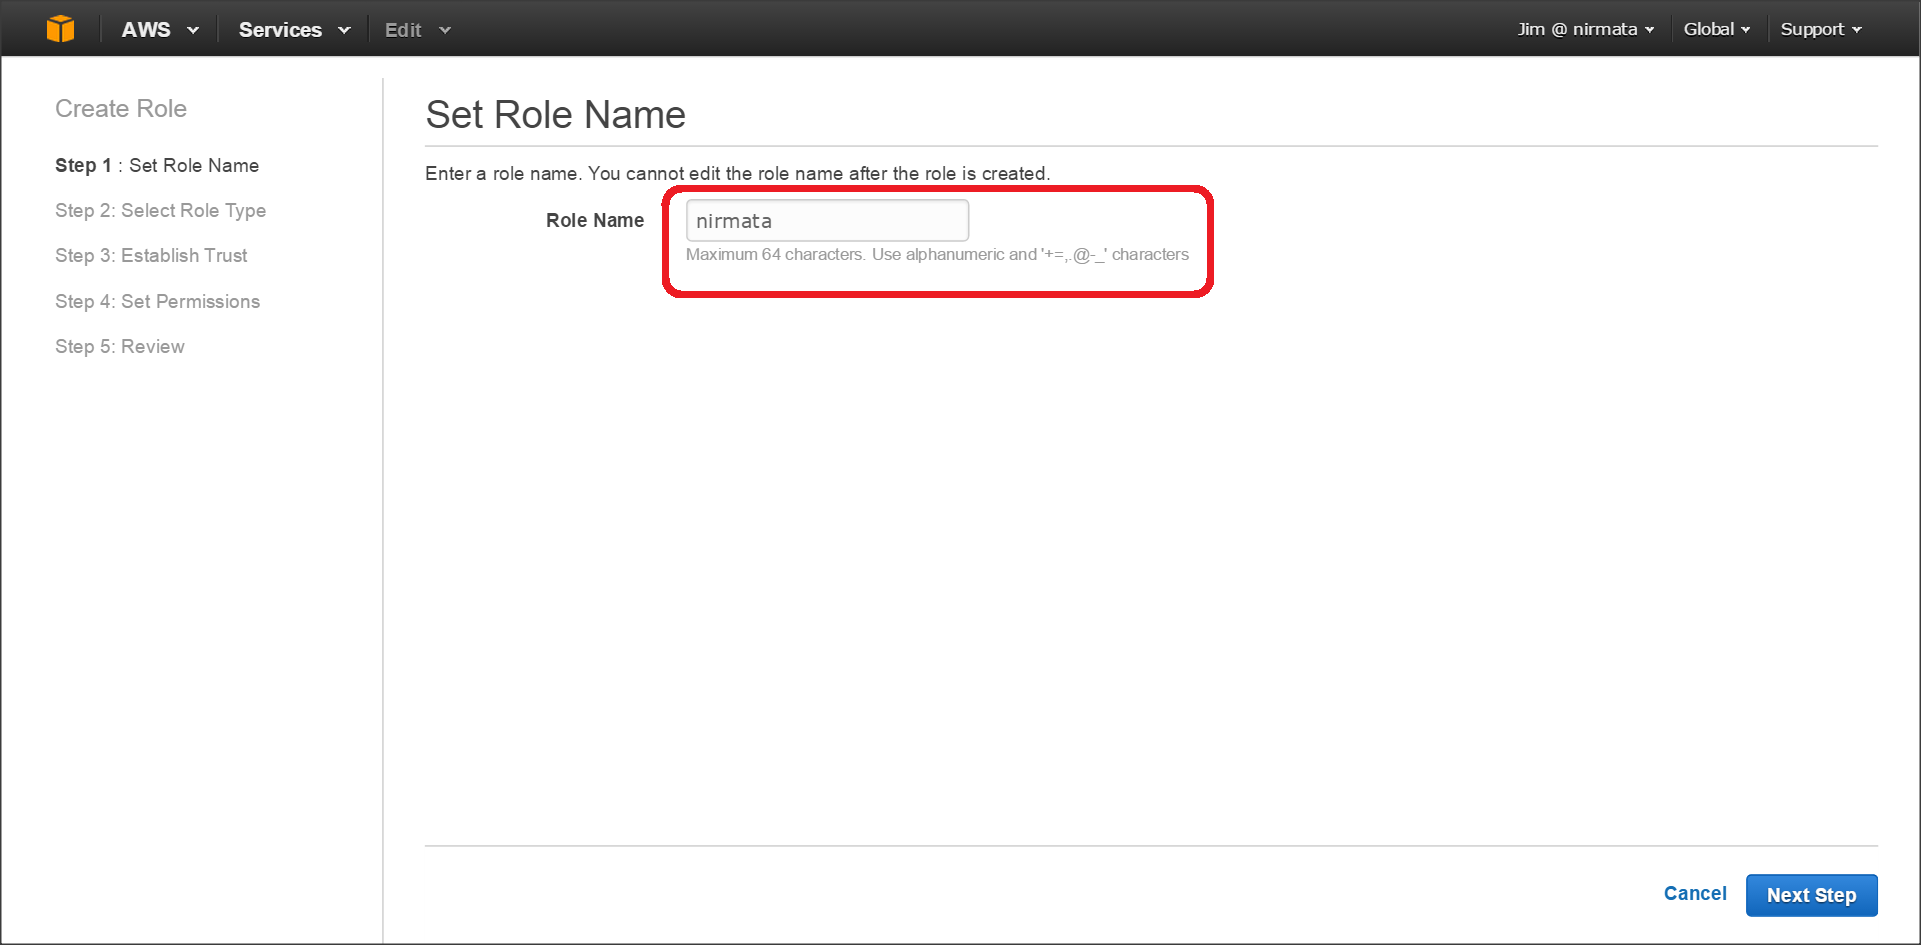 AWS Services Edit Jim @ nirmata Global Support
Create Role
Step 1 : Set Role Name
Step 2: Select Role Type
Step 3: Establish Trust
Step 4: Set Permissions
Step 5: Review
Set Role Name
Enter a role name. You cannot edit the role name after the role is created.
Role Name nirmata
Maximum 64 characters. Use alphanumeric and '+=,.@-_' characters
Cancel Next Step